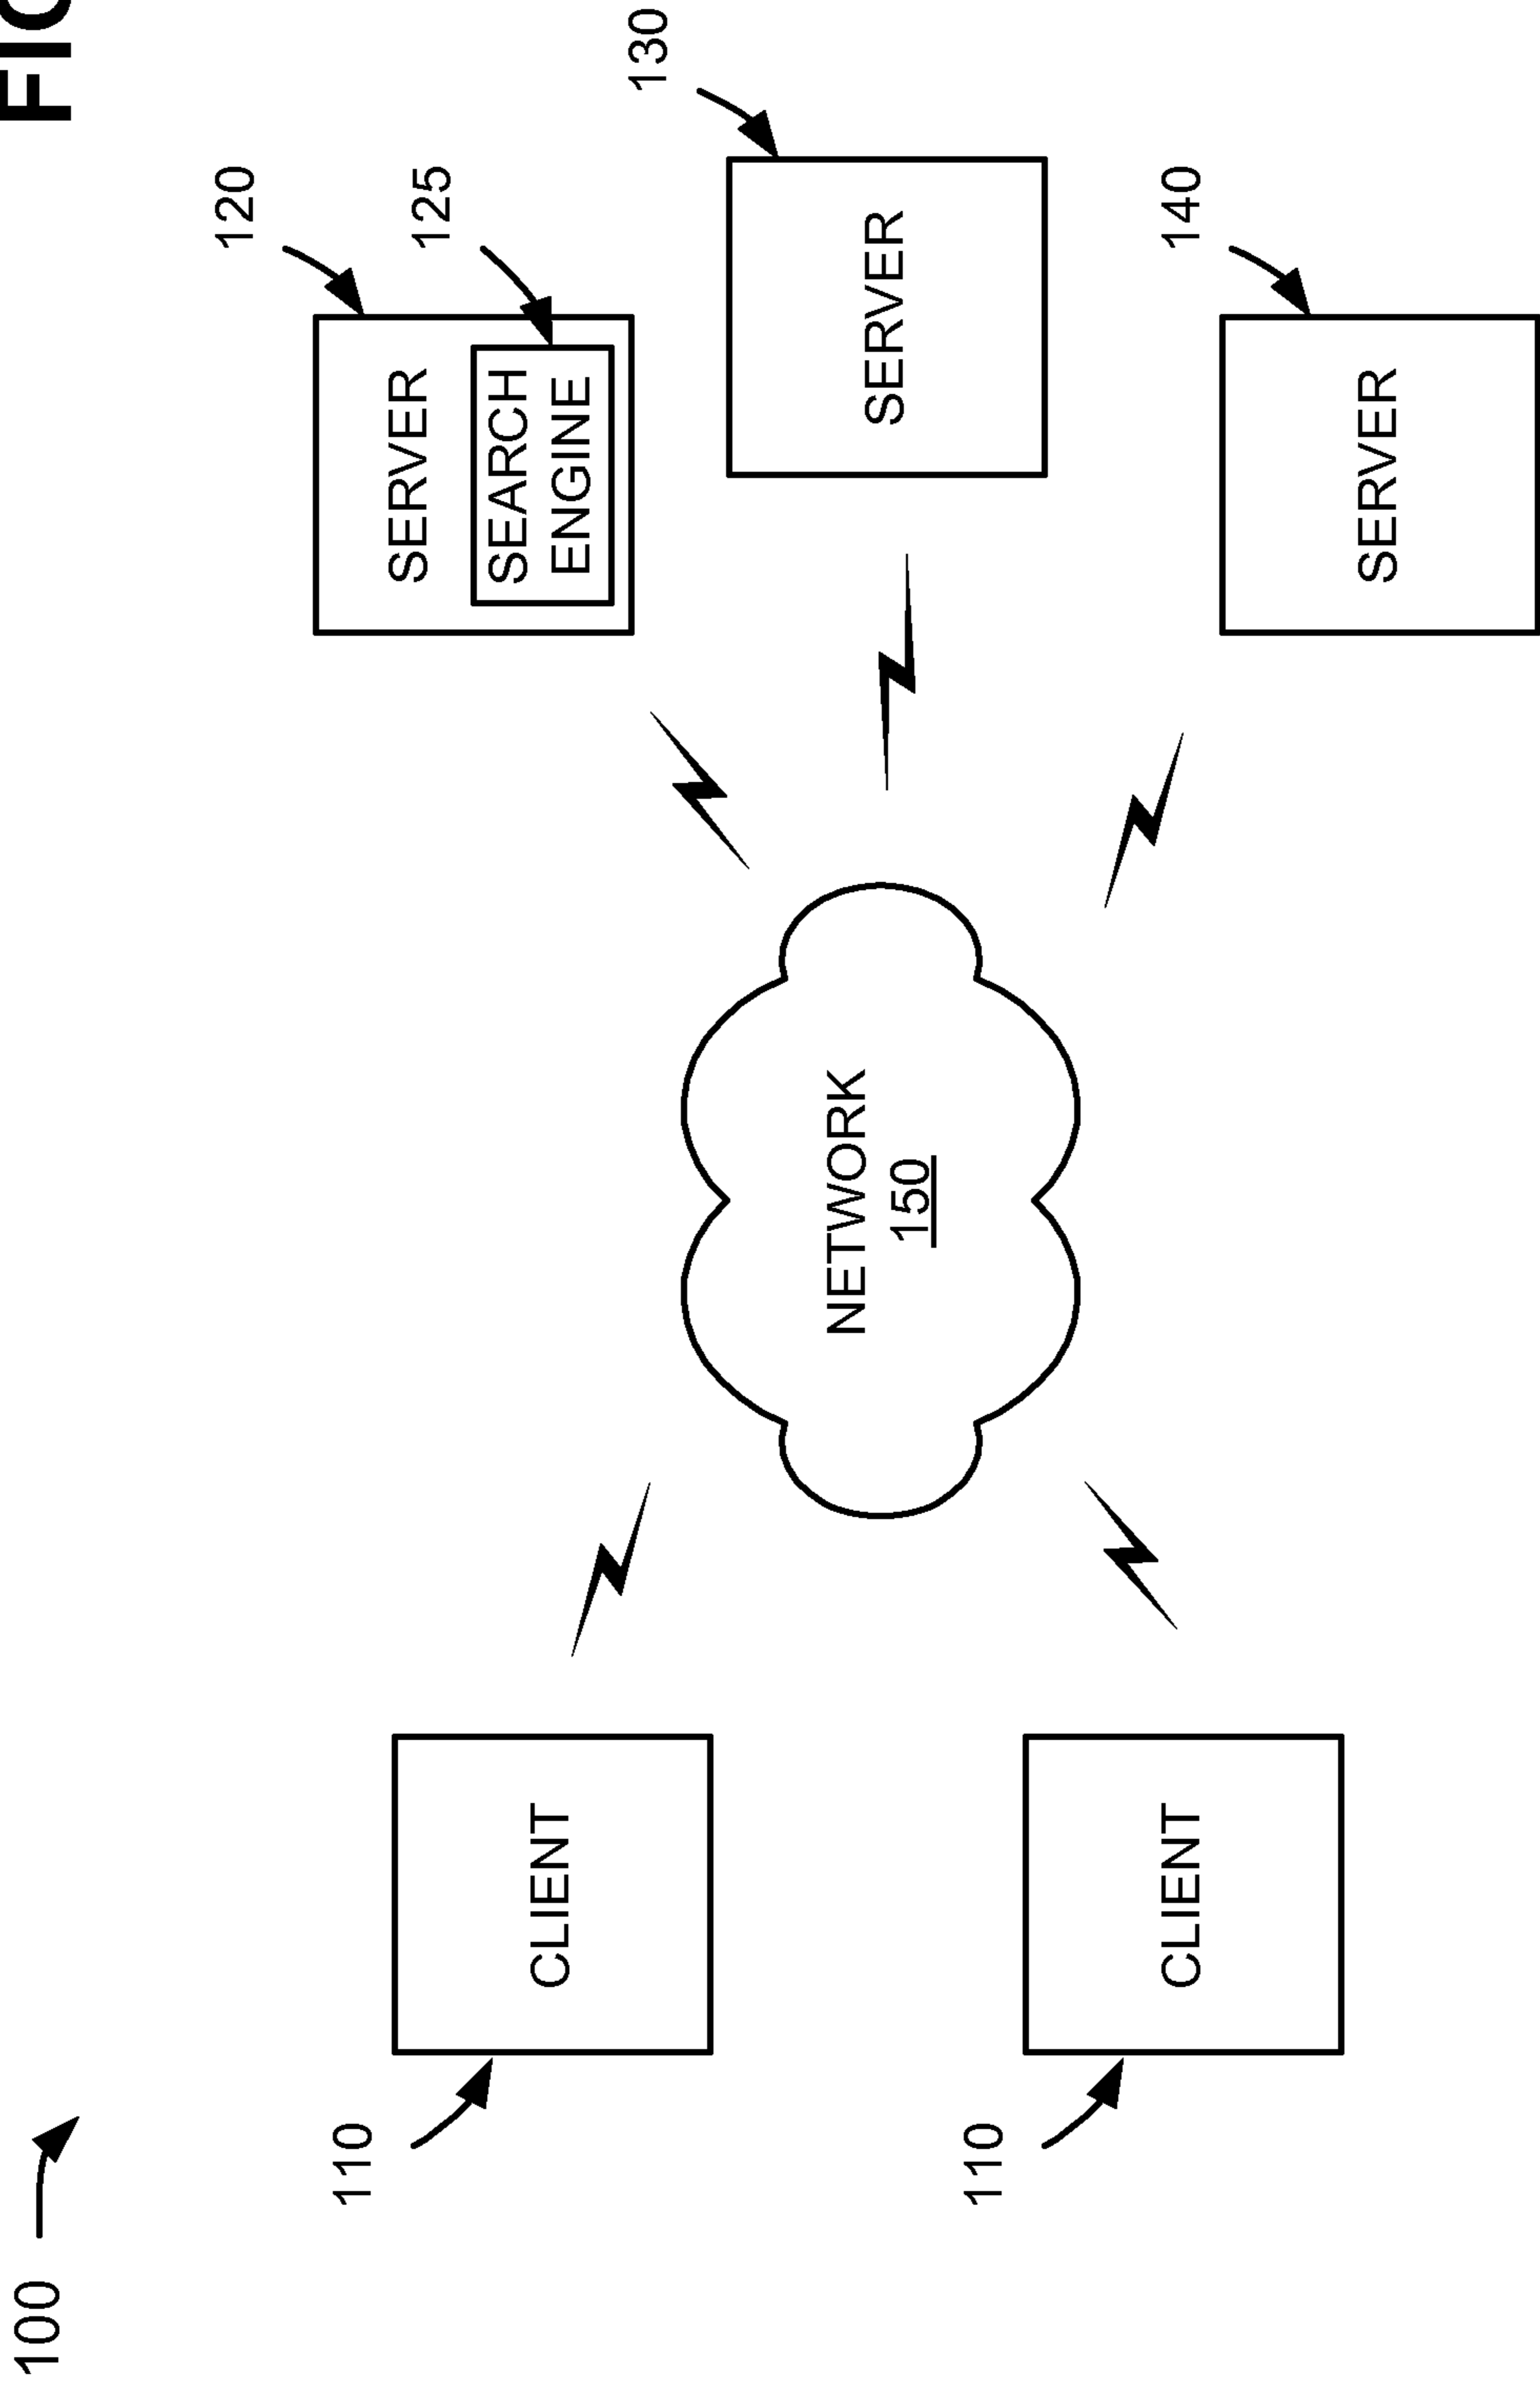 FIG
100
120
SERVER
125
SEARCH
ENGINE
110
CLIENT
130
SERVER
NETWORK
150
110
CLIENT
140
SERVER